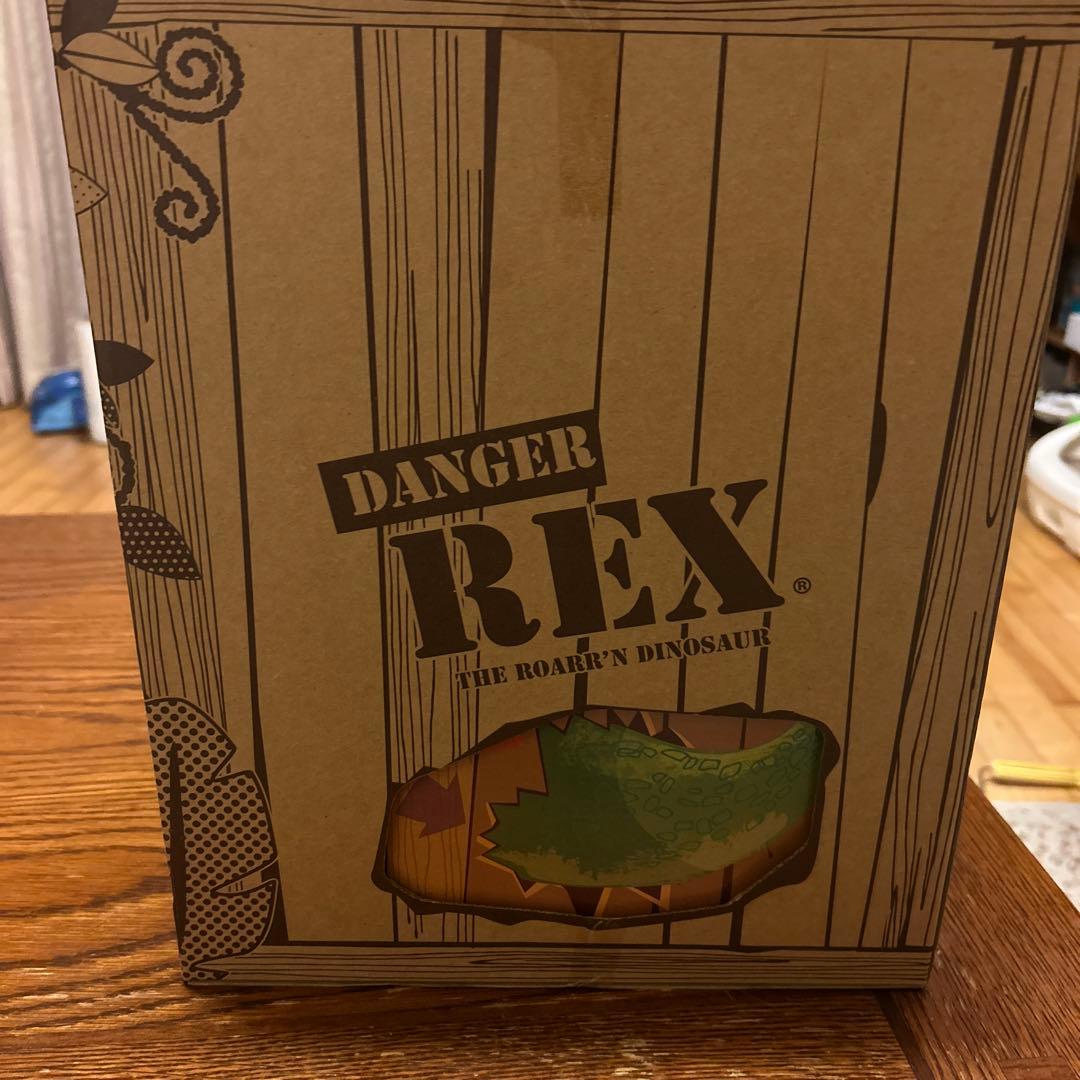 DANGER
REX®
THE ROARR'N DINOSAUR